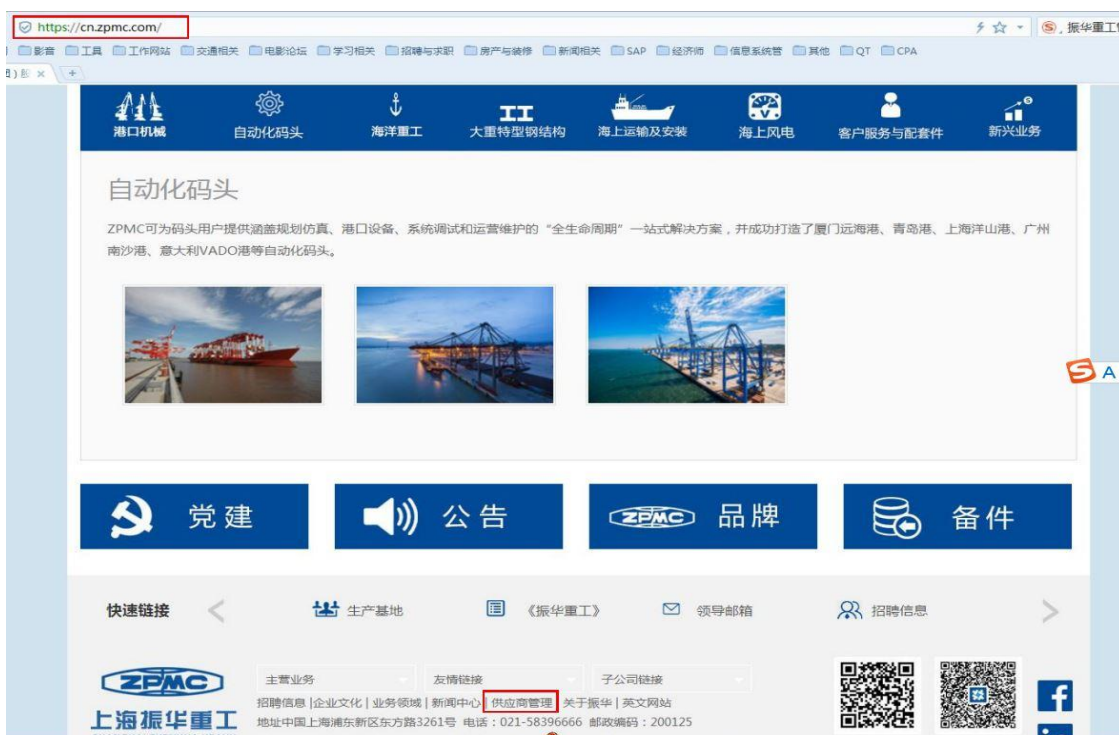 https://cn.zpmc.com/
振华重工
影音 工具 工作网站 交通相关 电影论坛 学习相关 招聘与求职 房产与装修 新闻相关 SAP 经济师 信息系统管 其他 QT CPA
港口机械 自动化码头 海洋重工 大重特型钢结构 海上运输及安装 海上风电 客户服务与配套件 新兴业务
自动化码头
ZPMC可为码头用户提供涵盖规划仿真、港口设备、系统调试和运营维护的“全生命周期”一站式解决方案，并成功打造了厦门远海港、青岛港、上海洋山港、广州
南沙港、意大利VADO港等自动化码头。
A
党建 公告 ZPMC 品牌 备件
快速链接 生产基地 《振华重工》 领导邮箱 招聘信息
ZPMC 主营业务 友情链接 子公司链接
招聘信息 |企业文化 | 业务领域 | 新闻中心 | 供应商管理 关于振华 | 英文网站
上海振华重工 地址中国上海浦东新区东方路3261号 电话：021-58396666 邮政编码：200125